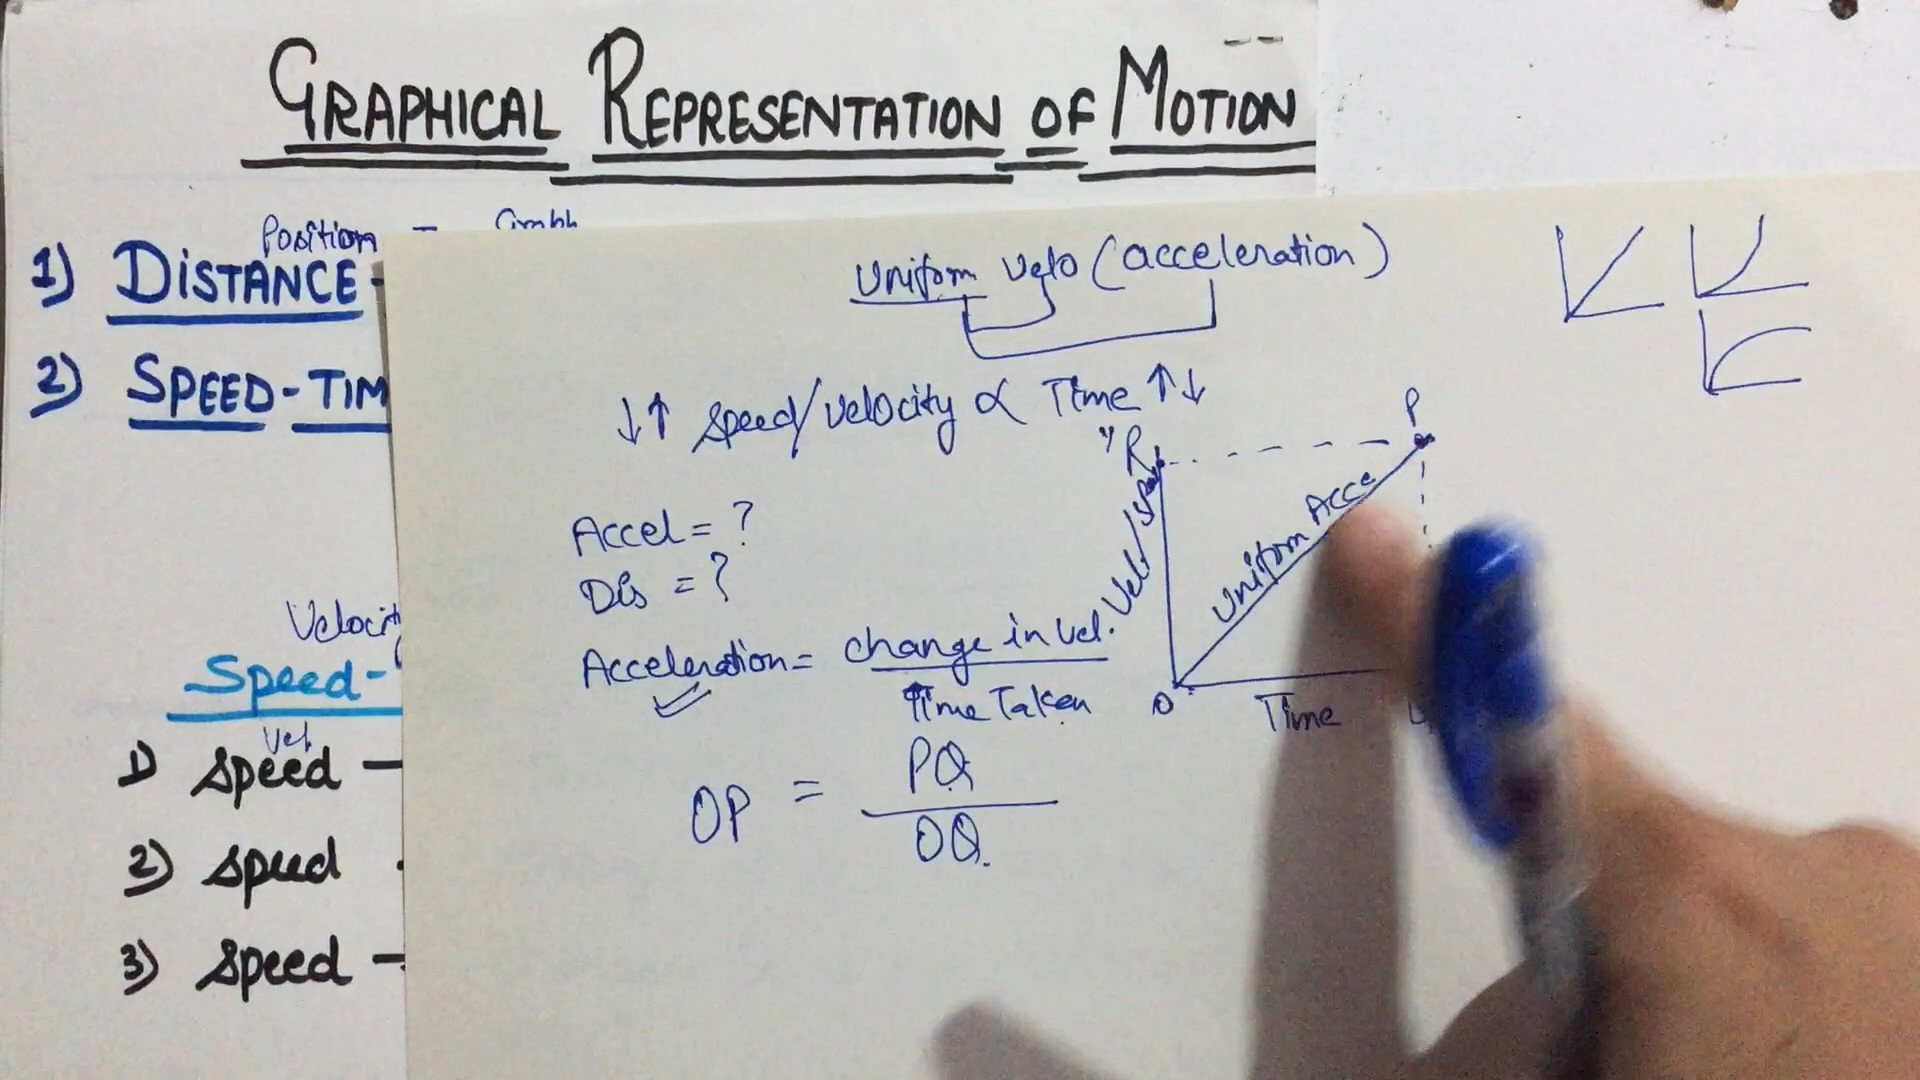 GRAPHICAL REPRESENTATION OF MOTION
Position -
1) DISTANCE-
2) SPEED-TIM
Velocity
Speed-
Vel
1) Speed -
2) Speed
3) Speed -
Uniform Velo (acceleration)
↓↑ Speed/Velocity ∝ Time ↑↓
Accel = ?
Dis = ?
Acceleration = change in Vel.
Time Taken
OP = PQ
OQ.
P
R
Vel/
Uniform Acce
O
Time